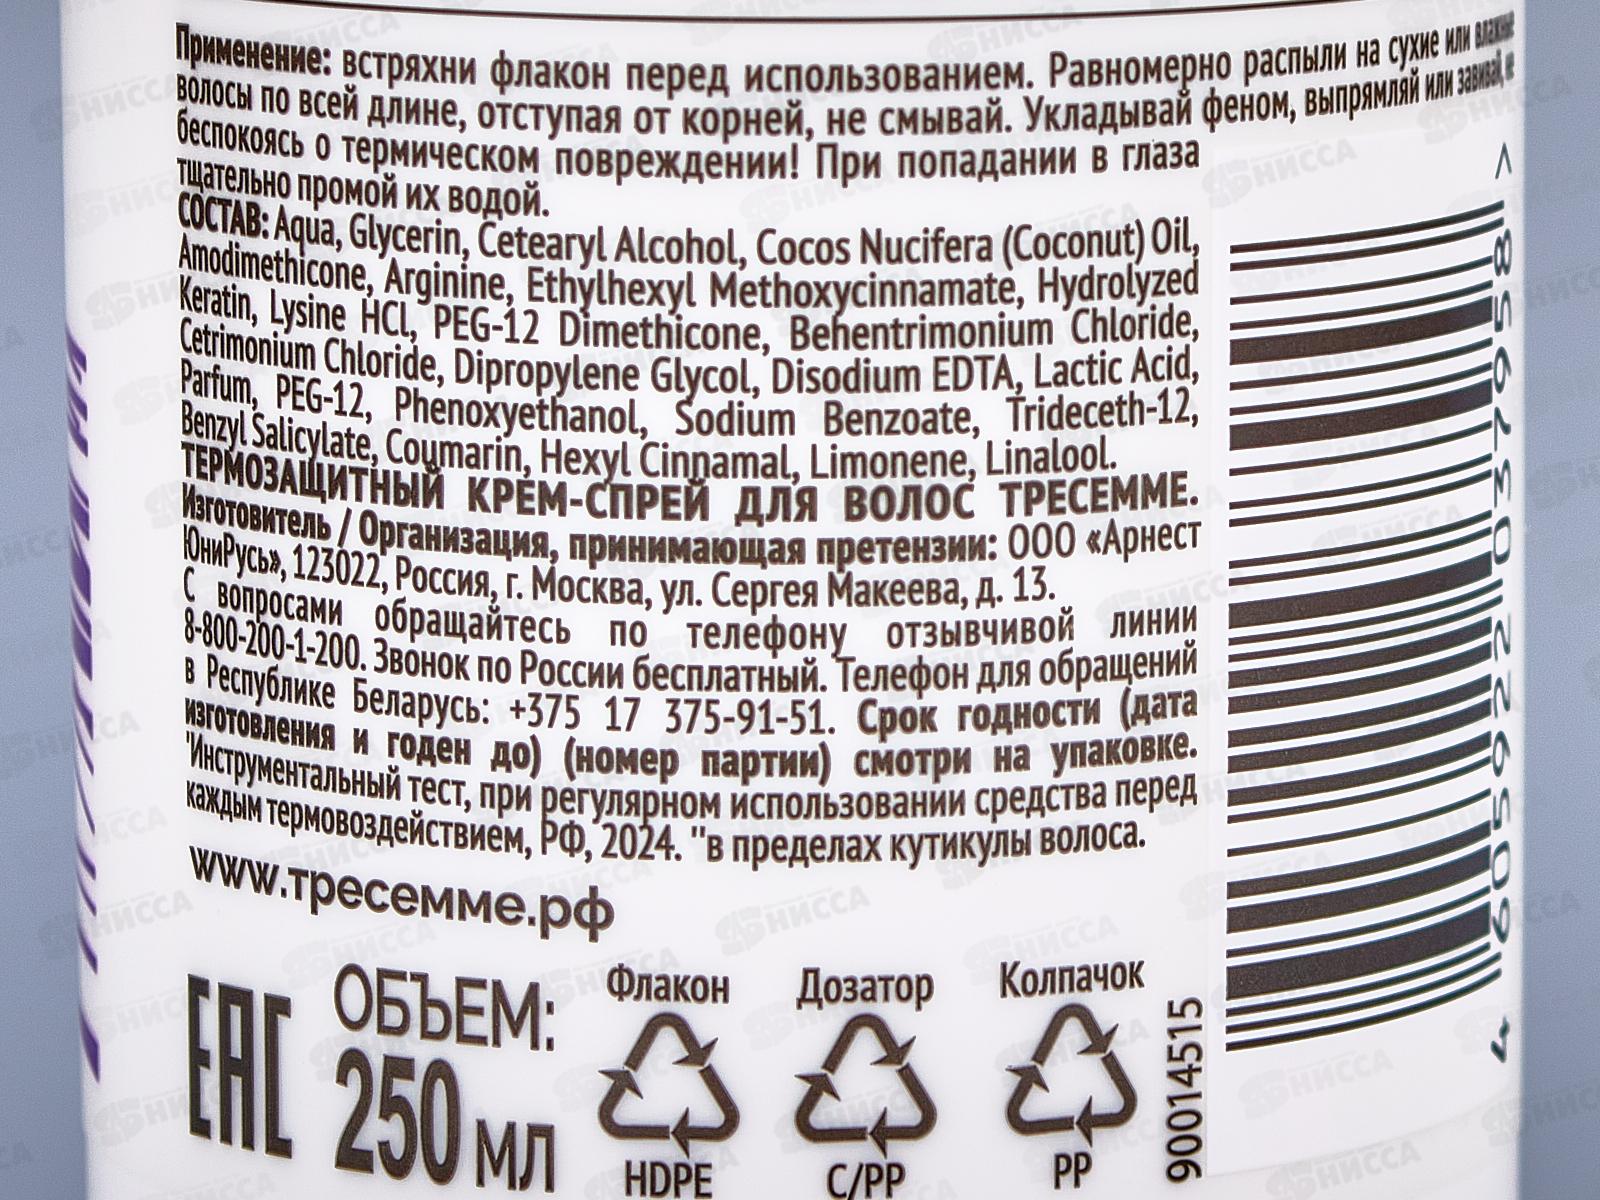 Применение: встряхни флакон перед использованием. Равномерно распыли на сухие или влажные
волосы по всей длине, отступая от корней, не смывай. Укладывай феном, выпрямляй или завивай, не
беспокоясь о термическом повреждении! При попадании в глаза
тщательно промой их водой.
СОСТАВ: Aqua, Glycerin, Cetearyl Alcohol, Cocos Nucifera (Coconut) Oil,
Amodimethicone, Arginine, Ethylhexyl Methoxycinnamate, Hydrolyzed
Keratin, Lysine HCl, PEG-12 Dimethicone, Behentrimonium Chloride,
Cetrimonium Chloride, Dipropylene Glycol, Disodium EDTA, Lactic Acid,
Parfum, PEG-12, Phenoxyethanol, Sodium Benzoate, Trideceth-12,
Benzyl Salicylate, Coumarin, Hexyl Cinnamal, Limonene, Linalool.
ТЕРМОЗАЩИТНЫЙ КРЕМ-СПРЕЙ ДЛЯ ВОЛОС ТРЕСЕММЕ.
Изготовитель / Организация, принимающая претензии: ООО «Арнест
ЮниРусь», 123022, Россия, г. Москва, ул. Сергея Макеева, д. 13.
С вопросами обращайтесь по телефону отзывчивой линии
8-800-200-1-200. Звонок по России бесплатный. Телефон для обращений
в Республике Беларусь: +375 17 375-91-51. Срок годности (дата
изготовления и годен до) (номер партии) смотри на упаковке.
'Инструментальный тест, при регулярном использовании средства перед
каждым термовоздействием, РФ, 2024. "в пределах кутикулы волоса.
www.тресемме.рф
EAC
ОБЪЕМ:
250 мл
Флакон
HDPE
Дозатор
C/PP
Колпачок
PP
90014515
4 605922 037658 >
НИССА